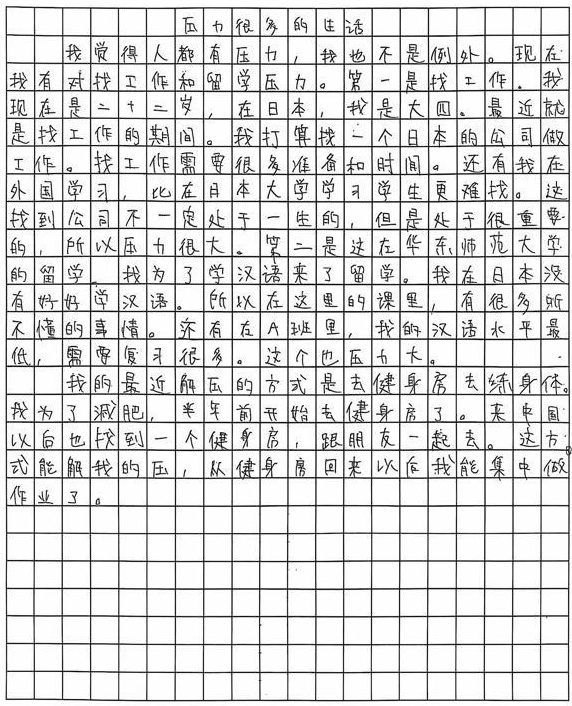 压力很多的生活
我觉得人都有压力，我也不是例外。现在
我有对找工作和留学压力。第一是找工作。我
现在是二十二岁，在日本，我是大四。最近就
是找工作的期间。我打算找一个日本的公司做
工作。找工作需要很多准备和时间。还有我在
外国学习，比在日本大学学习学生更难找。这
找到公司不一定处于一生的，但是处于很重要
的，所以压力很大。第二是这在华东师范大学
的留学。我为了学汉语来了留学。我在日本没
有好好学汉语。所以在这里的课里，有很多所
不懂的事情。亦有在A班里，我的汉语水平最
低，需要复习很多。这个也压力大。
我的最近解压的方式是去健身房去练身体。
我为了减肥，半年前开始去健身房了。来中国
以后也找到一个健身房，跟朋友一起去。这方
式能解我的压，从健身房回来以后我能集中做
作业了。